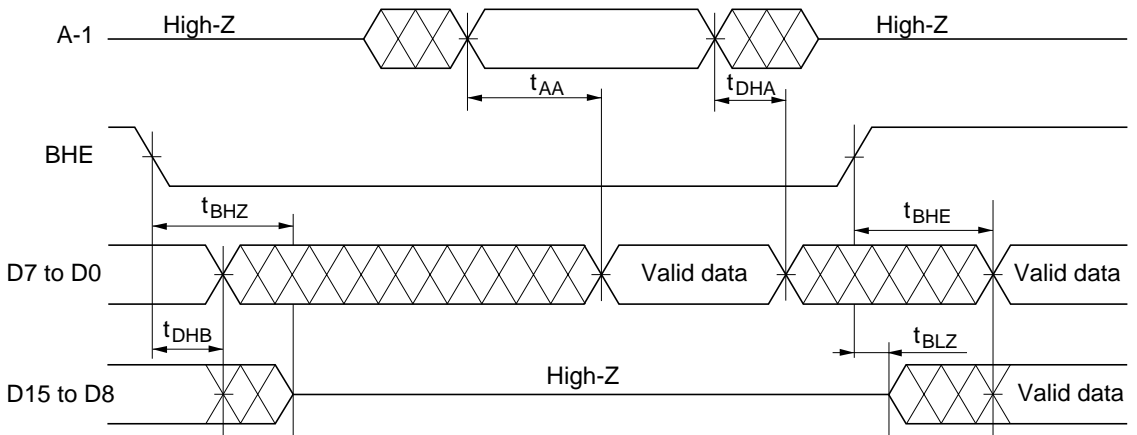 A-1 High-Z High-Z
tAA tDHA
BHE
tBHZ tBHE
D7 to D0 Valid data Valid data
tDHB tBLZ
D15 to D8 High-Z Valid data